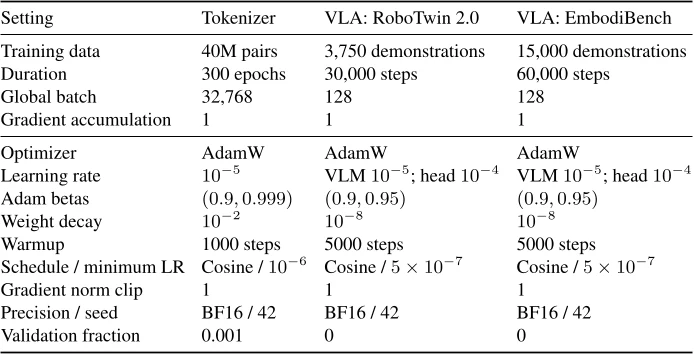 Setting Tokenizer VLA: RoboTwin 2.0 VLA: EmbodiBench
Training data 40M pairs 3,750 demonstrations 15,000 demonstrations
Duration 300 epochs 30,000 steps 60,000 steps
Global batch 32,768 128 128
Gradient accumulation 1 1 1
Optimizer AdamW AdamW AdamW
Learning rate 10⁻⁵ VLM 10⁻⁵; head 10⁻⁴ VLM 10⁻⁵; head 10⁻⁴
Adam betas (0.9, 0.999) (0.9, 0.95) (0.9, 0.95)
Weight decay 10⁻² 10⁻⁸ 10⁻⁸
Warmup 1000 steps 5000 steps 5000 steps
Schedule / minimum LR Cosine / 10⁻⁶ Cosine / 5 × 10⁻⁷ Cosine / 5 × 10⁻⁷
Gradient norm clip 1 1 1
Precision / seed BF16 / 42 BF16 / 42 BF16 / 42
Validation fraction 0.001 0 0